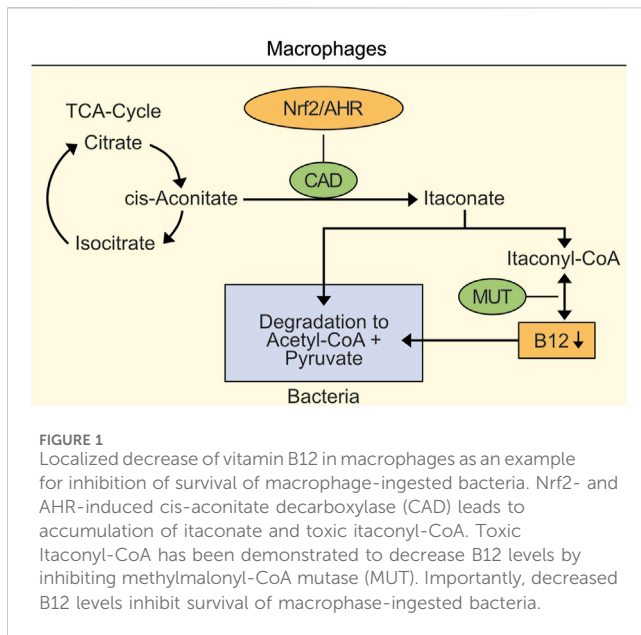 Macrophages
TCA-Cycle
Nrf2/AHR
Citrate
CAD
cis-Aconitate
Itaconate
Isocitrate
Itaconyl-CoA
MUT
Degradation to
Acetyl-CoA +
Pyruvate
B12↓
Bacteria
FIGURE 1
Localized decrease of vitamin B12 in macrophages as an example
for inhibition of survival of macrophage-ingested bacteria. Nrf2- and
AHR-induced cis-aconitate decarboxylase (CAD) leads to
accumulation of itaconate and toxic itaconyl-CoA. Toxic
Itaconyl-CoA has been demonstrated to decrease B12 levels by
inhibiting methylmalonyl-CoA mutase (MUT). Importantly, decreased
B12 levels inhibit survival of macrophase-ingested bacteria.